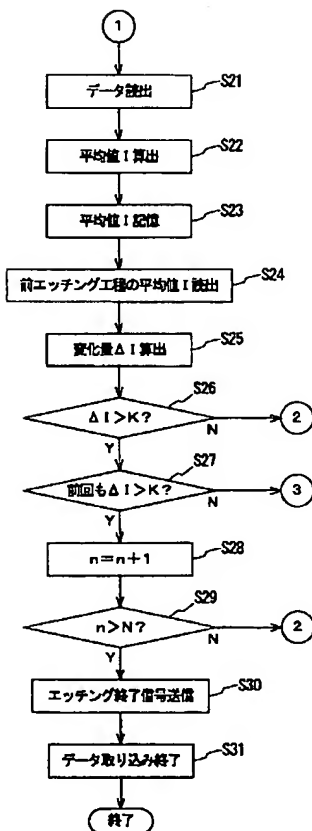 1
データ読出
S21
平均値I算出
S22
平均値I記憶
S23
前エッチング工程の平均値I読出
S24
変化量ΔI算出
S25
ΔI>K?
S26
N
2
Y
前回もΔI>K?
S27
N
3
Y
n=n+1
S28
n>N?
S29
N
2
Y
エッチング終了信号送信
S30
データ取り込み終了
S31
終了